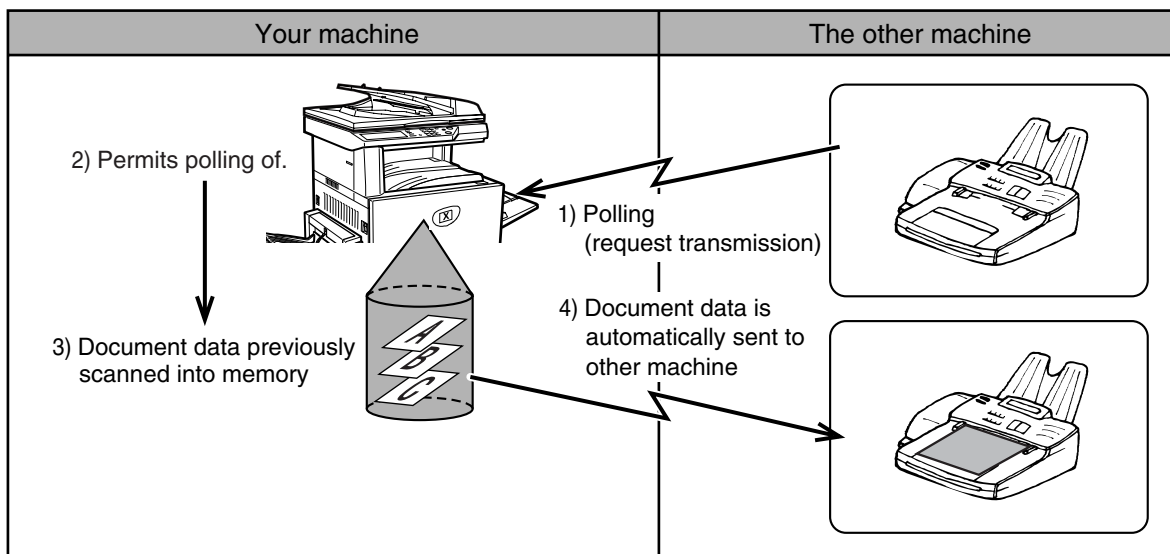 Your machine
The other machine
2) Permits polling of.
1) Polling
(request transmission)
3) Document data previously
scanned into memory
4) Document data is
automatically sent to
other machine
X
A
B
C